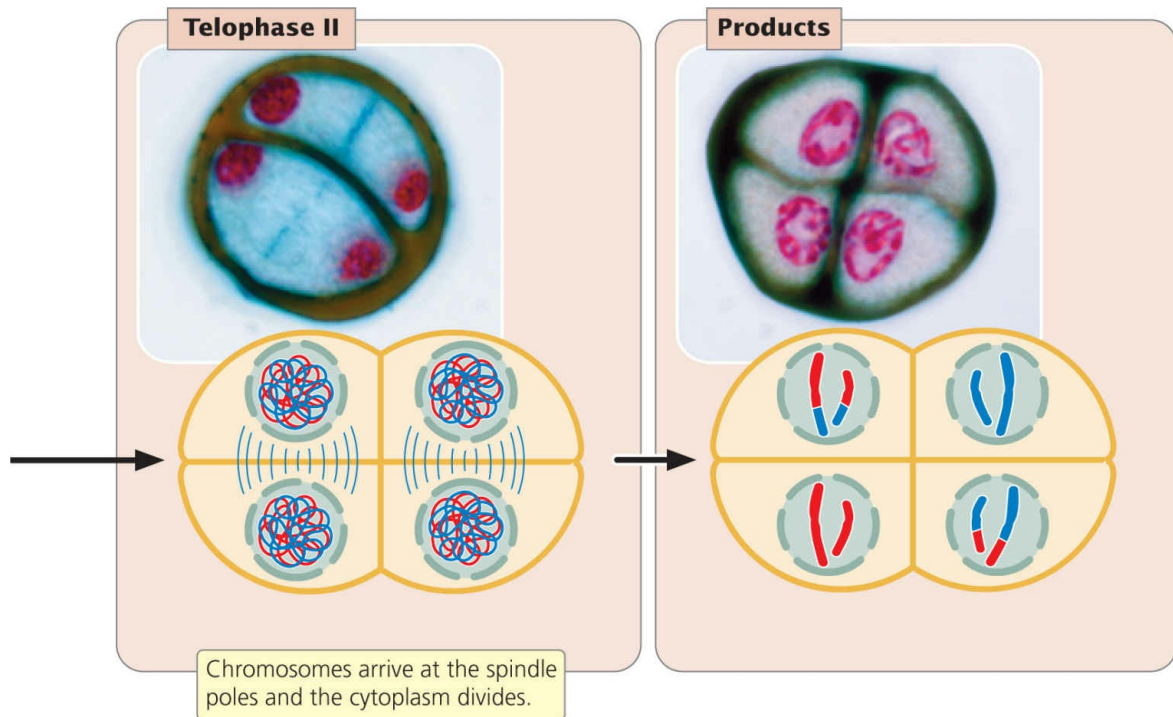 Telophase II
Products
Chromosomes arrive at the spindle
poles and the cytoplasm divides.